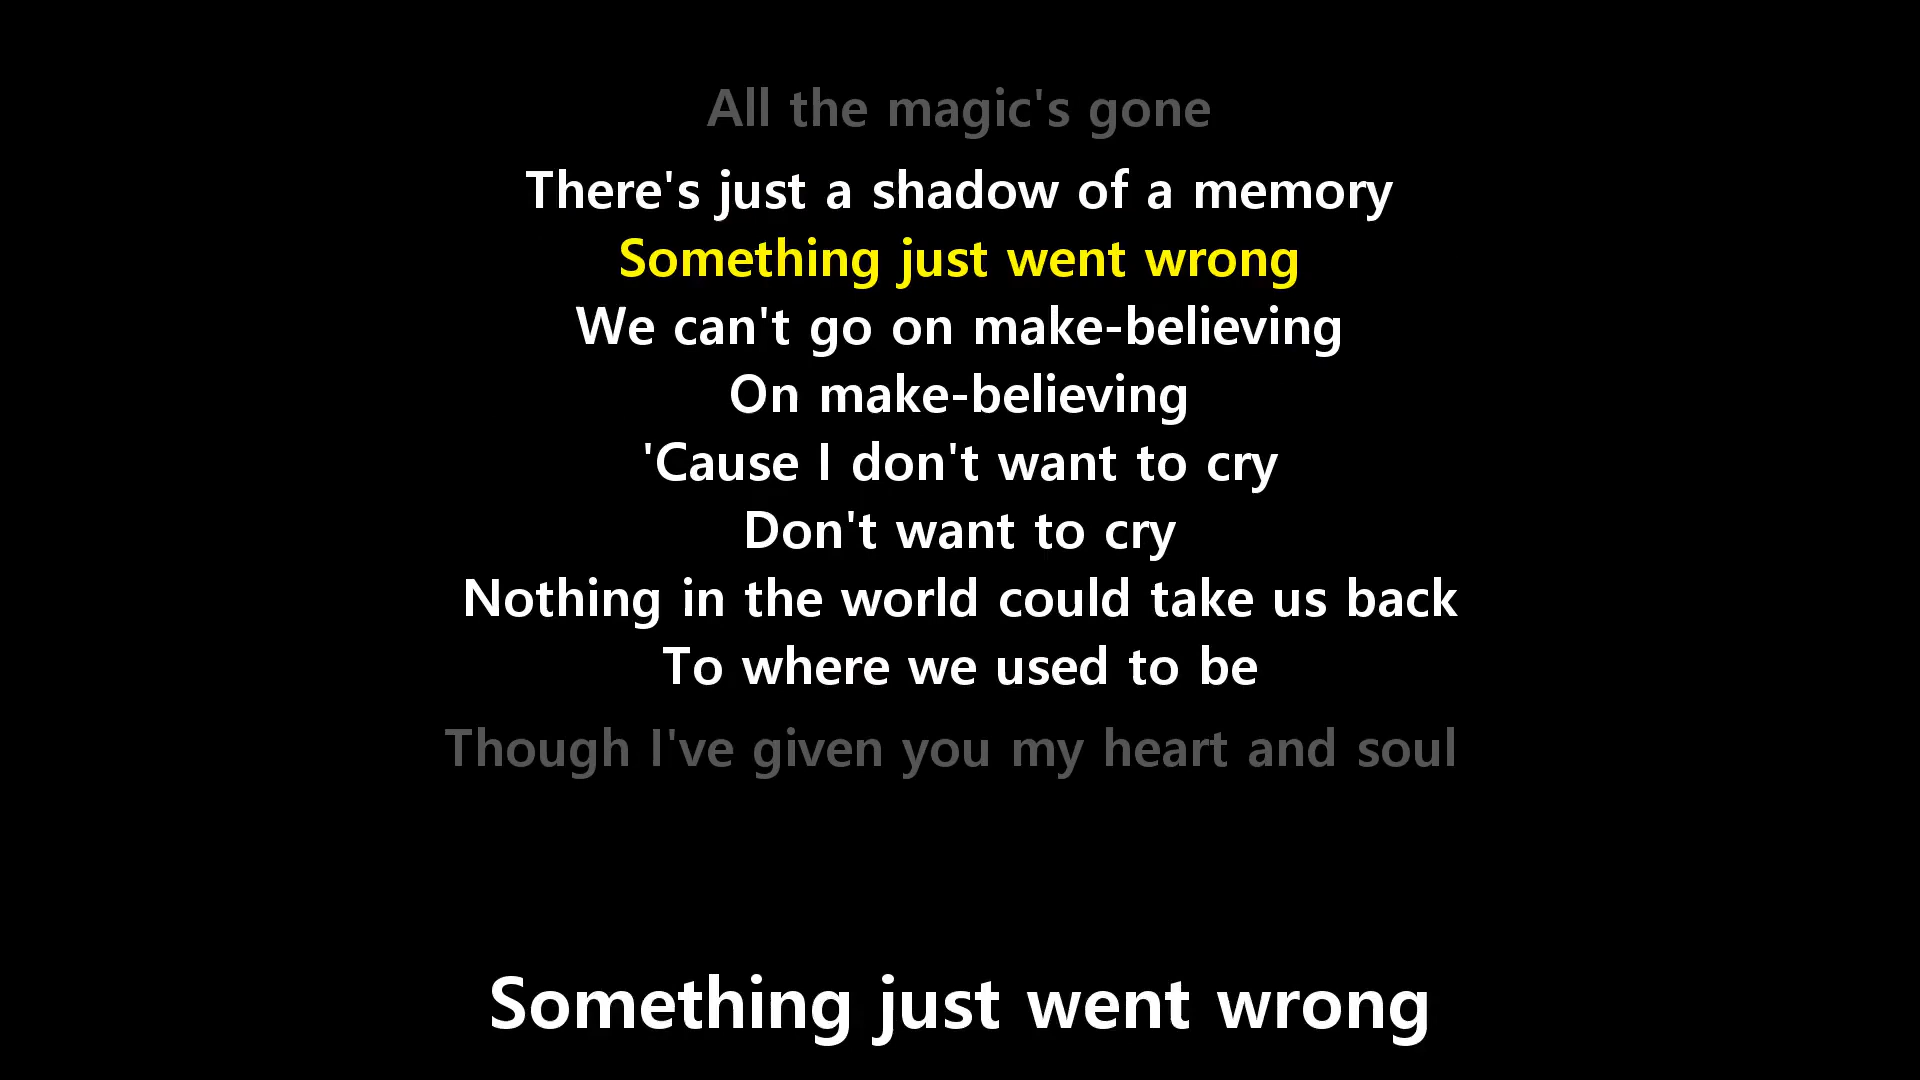 All the magic's gone
There's just a shadow of a memory
Something just went wrong
We can't go on make-believing
On make-believing
'Cause I don't want to cry
Don't want to cry
Nothing in the world could take us back
To where we used to be
Though I've given you my heart and soul
Something just went wrong